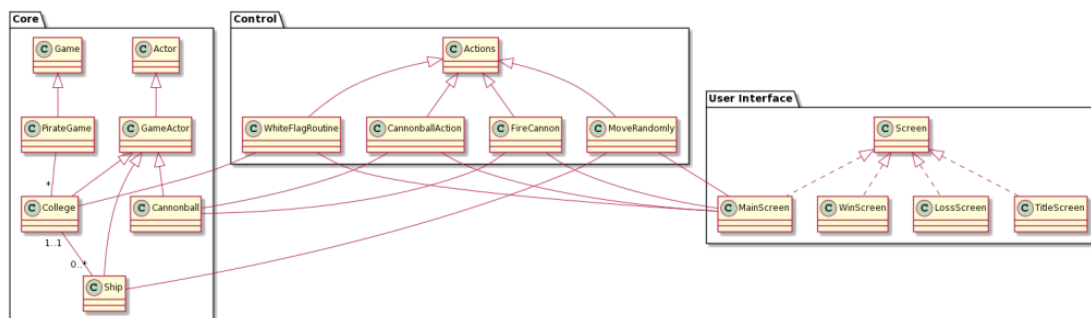 Core
C Game
C Actor
C PirateGame
C GameActor
*
C College
C Cannonball
1..1
0..*
C Ship
Control
C Actions
C WhiteFlagRoutine
C CannonballAction
C FireCannon
C MoveRandomly
User Interface
C Screen
C MainScreen
C WinScreen
C LossScreen
C TitleScreen